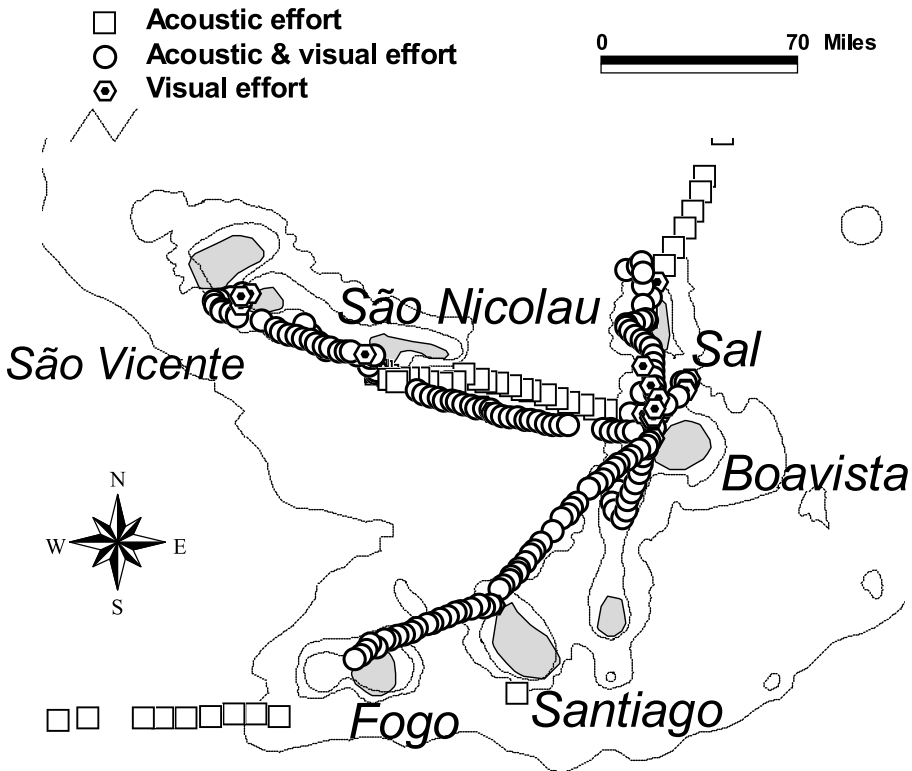 Acoustic effort
Acoustic & visual effort
Visual effort
0 70 Miles
São Nicolau
São Vicente
Sal
Boavista
N
W E
S
Santiago
Fogo